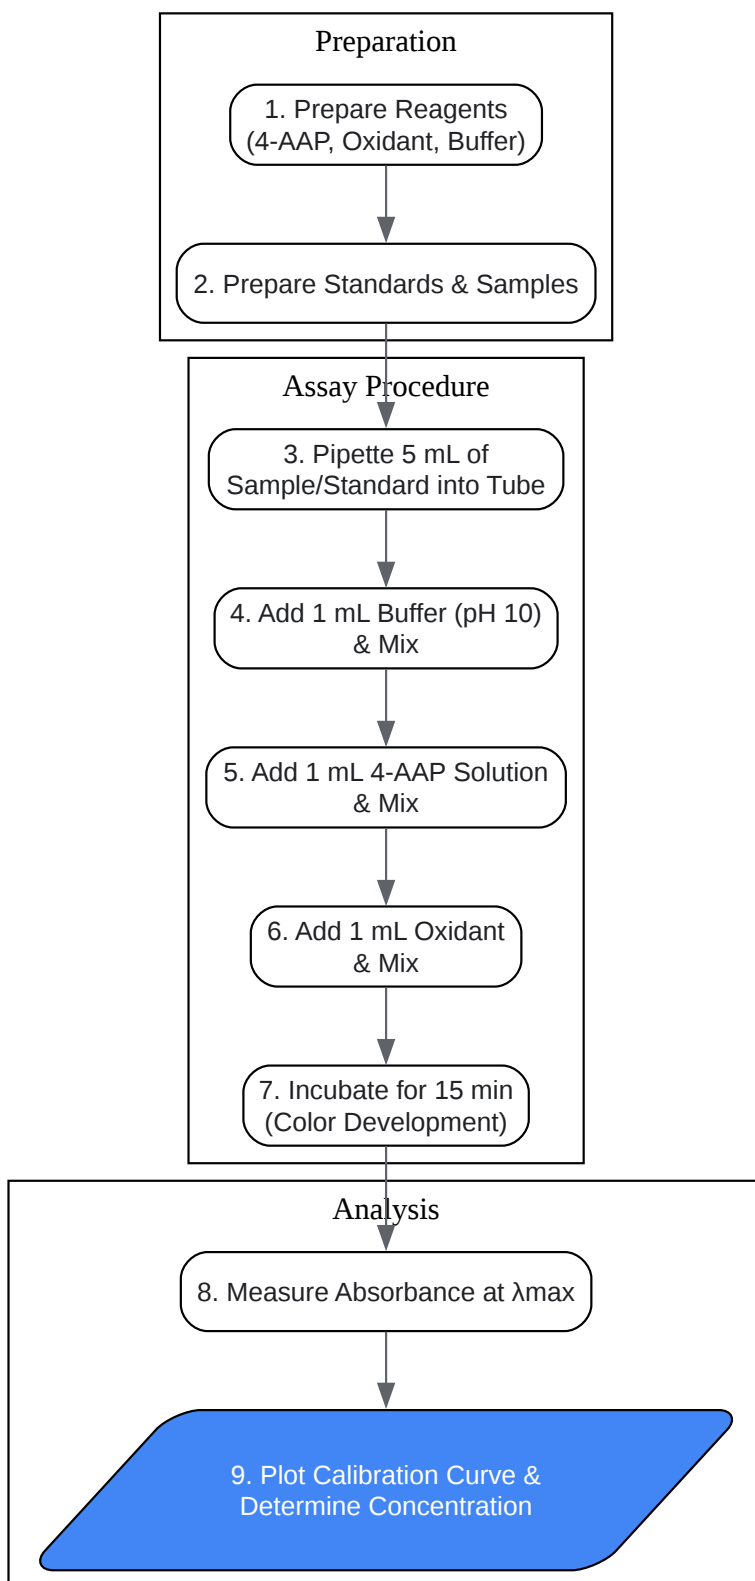 Preparation
1. Prepare Reagents
(4-AAP, Oxidant, Buffer)
2. Prepare Standards & Samples
Assay Procedure
3. Pipette 5 mL of
Sample/Standard into Tube
4. Add 1 mL Buffer (pH 10)
& Mix
5. Add 1 mL 4-AAP Solution
& Mix
6. Add 1 mL Oxidant
& Mix
7. Incubate for 15 min
(Color Development)
Analysis
8. Measure Absorbance at λmax
9. Plot Calibration Curve &
Determine Concentration